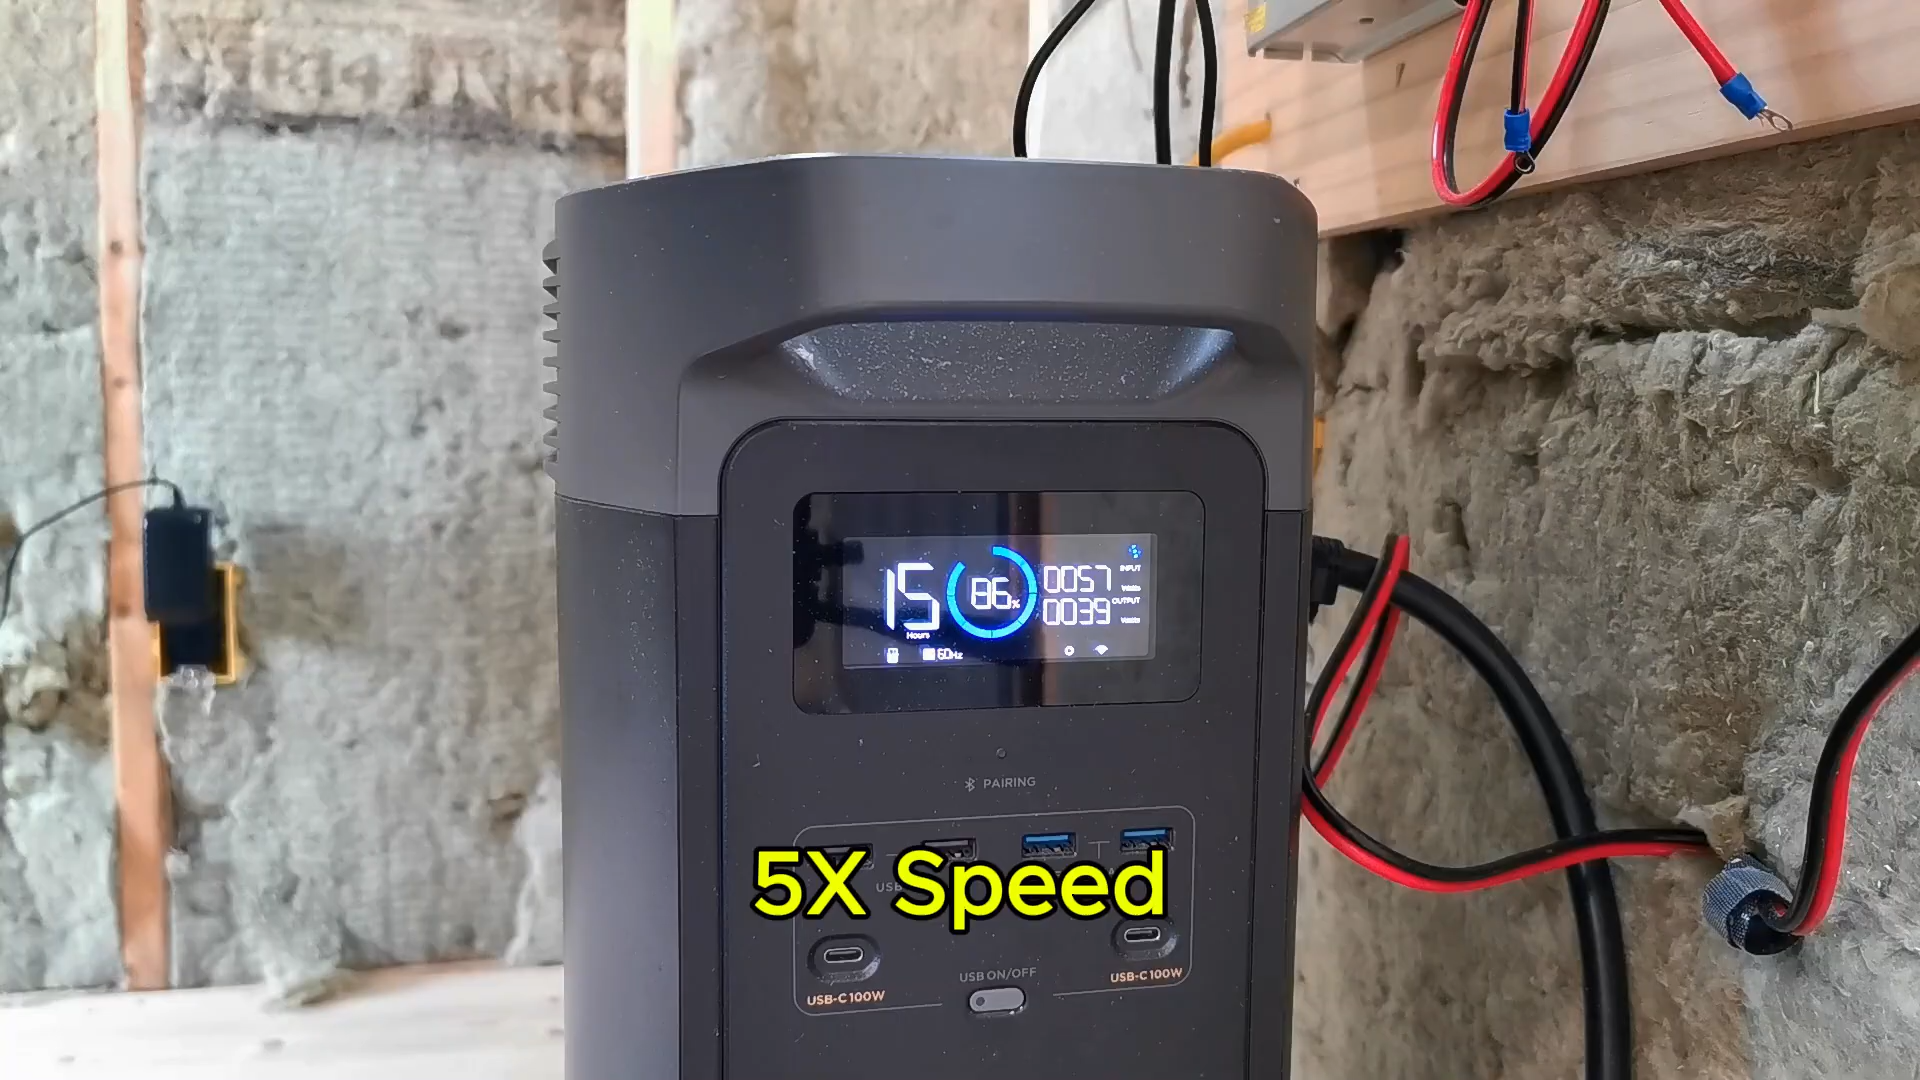 15
Hours
86%
0057
INPUT
Watts
0039
OUTPUT
Watts
60Hz
PAIRING
USB
5X Speed
USB-C 100W
USB ON/OFF
USB-C 100W